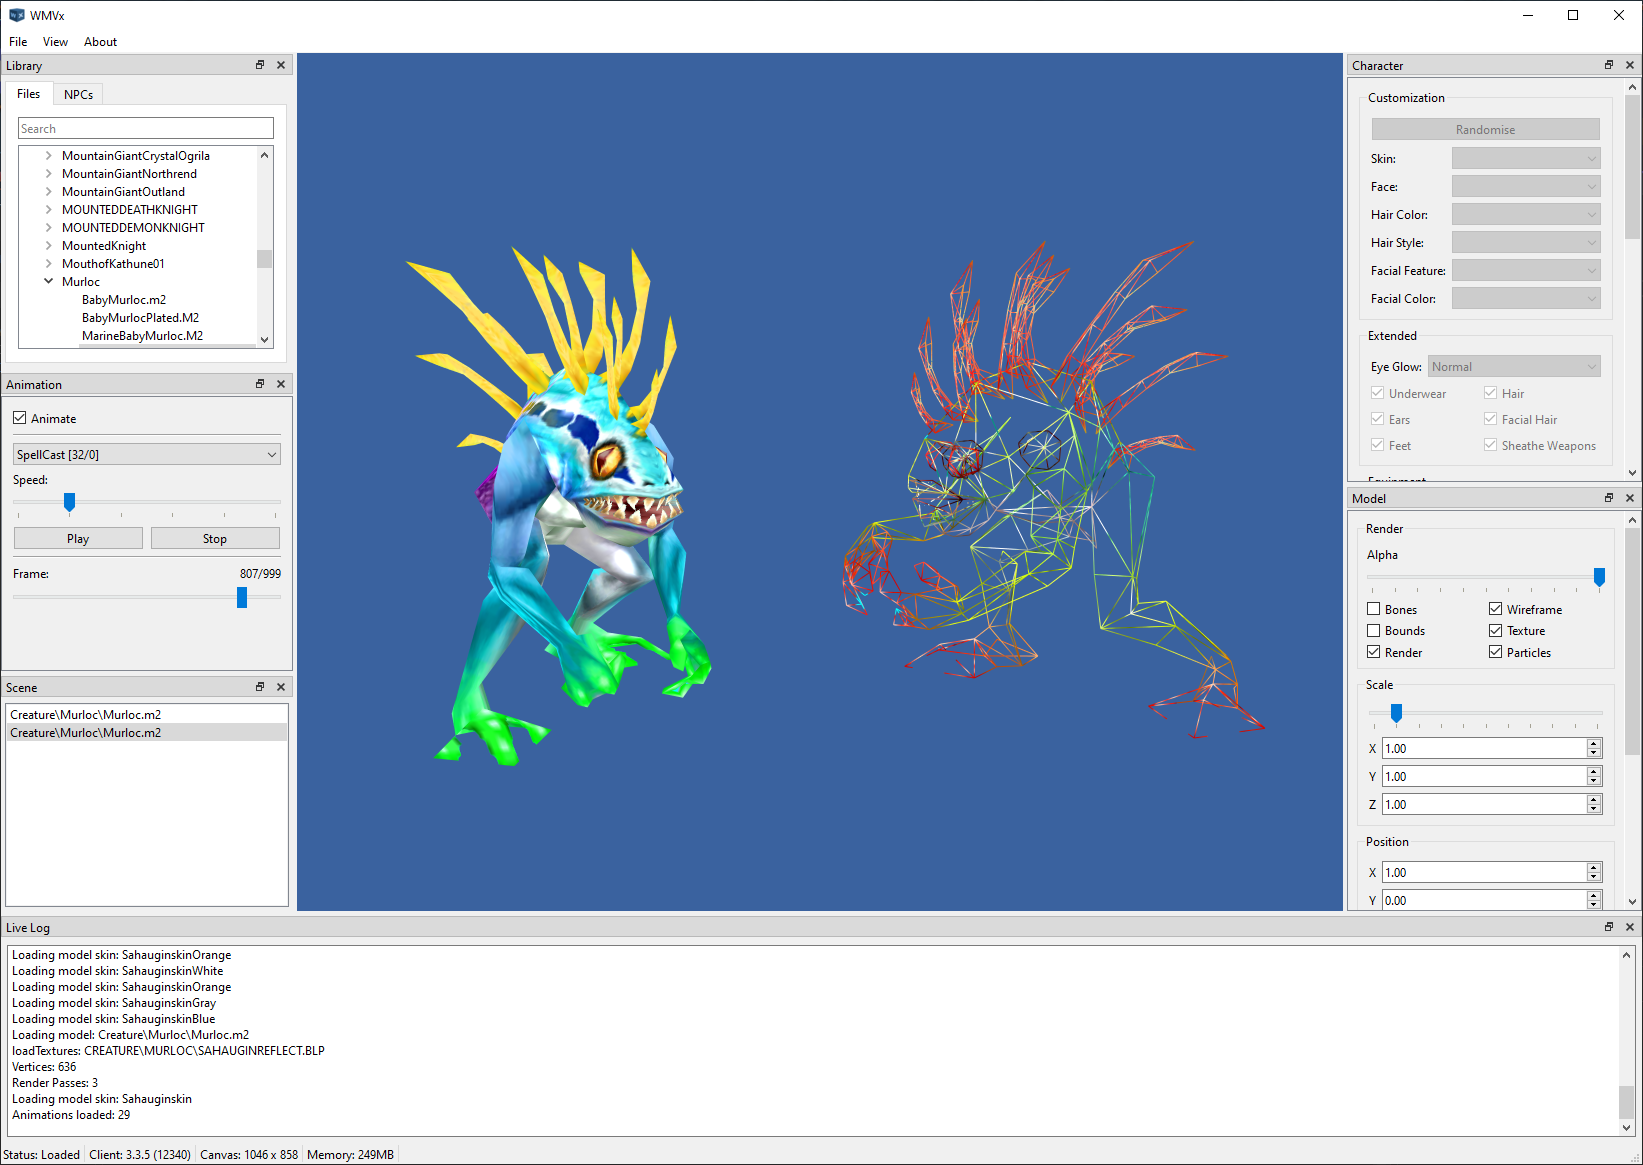 WMVx
File View About
Library
Files NPCs
Search
MountainGiantCrystalOgrila
MountainGiantNorthrend
MountainGiantOutland
MOUNTEDDEATHKNIGHT
MOUNTEDDEMONKNIGHT
MountedKnight
MouthofKathune01
Murloc
BabyMurloc.m2
BabyMurlocPlated.M2
MarineBabyMurloc.M2
Animation
Animate
SpellCast [32/0]
Speed:
Play Stop
Frame: 807/999
Scene
Creature\Murloc\Murloc.m2
Creature\Murloc\Murloc.m2
Character
Customization
Randomise
Skin:
Face:
Hair Color:
Hair Style:
Facial Feature:
Facial Color:
Extended
Eye Glow: Normal
Underwear Hair
Ears Facial Hair
Feet Sheathe Weapons
Equipment
Model
Render
Alpha
Bones Wireframe
Bounds Texture
Render Particles
Scale
X 1.00
Y 1.00
Z 1.00
Position
X 1.00
Y 0.00
Live Log
Loading model skin: SahauginskinOrange
Loading model skin: SahauginskinWhite
Loading model skin: SahauginskinOrange
Loading model skin: SahauginskinGray
Loading model skin: SahauginskinBlue
Loading model: Creature\Murloc\Murloc.m2
loadTextures: CREATURE\MURLOC\SAHAUGINREFLECT.BLP
Vertices: 636
Render Passes: 3
Loading model skin: Sahauginskin
Animations loaded: 29
Status: Loaded Client: 3.3.5 (12340) Canvas: 1046 x 858 Memory: 249MB